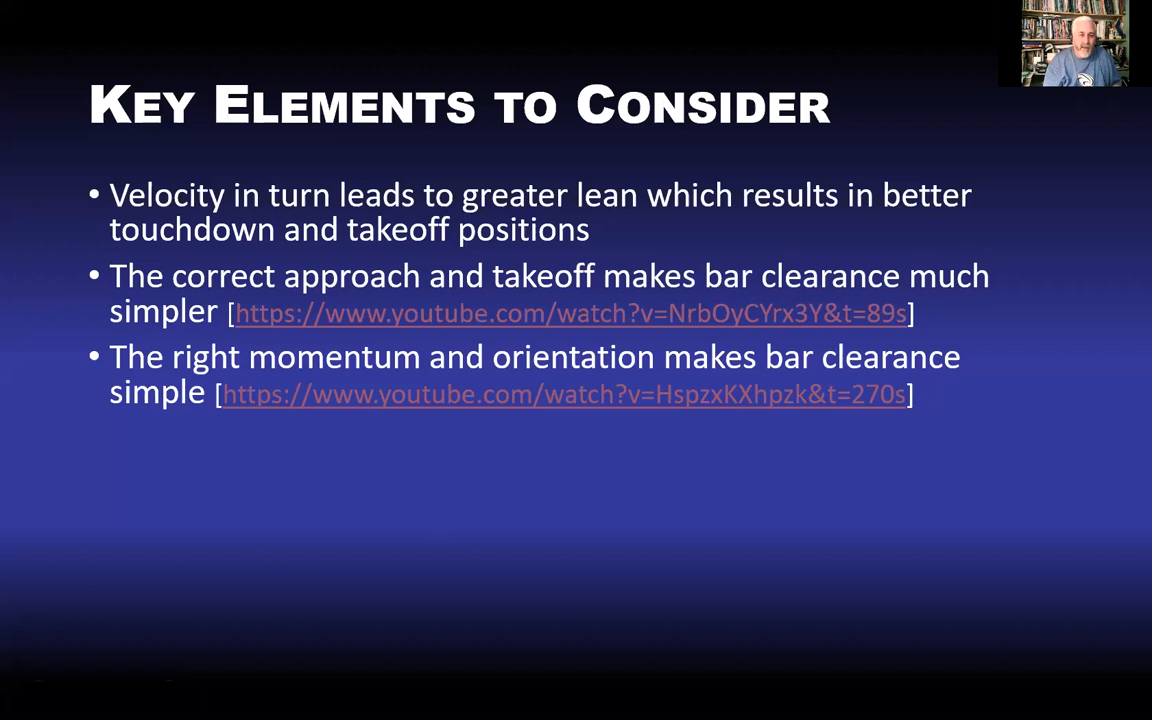 KEY ELEMENTS TO CONSIDER
• Velocity in turn leads to greater lean which results in better
touchdown and takeoff positions
• The correct approach and takeoff makes bar clearance much
simpler [https://www.youtube.com/watch?v=NrbOyCYrx3Y&t=89s]
• The right momentum and orientation makes bar clearance
simple [https://www.youtube.com/watch?v=HspzxKXhpzk&t=270s]